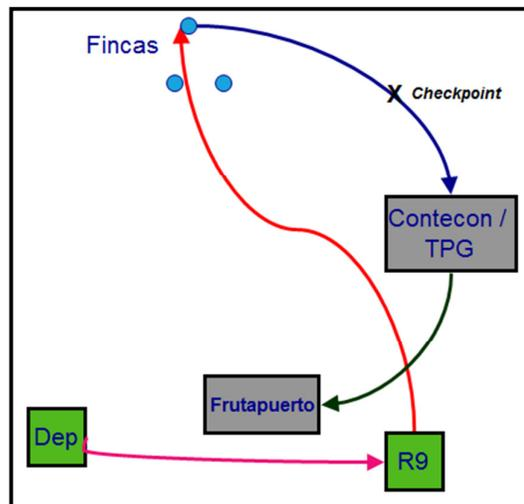 Fincas
X Checkpoint
Contecon /
TPG
Frutapuerto
Dep
R9